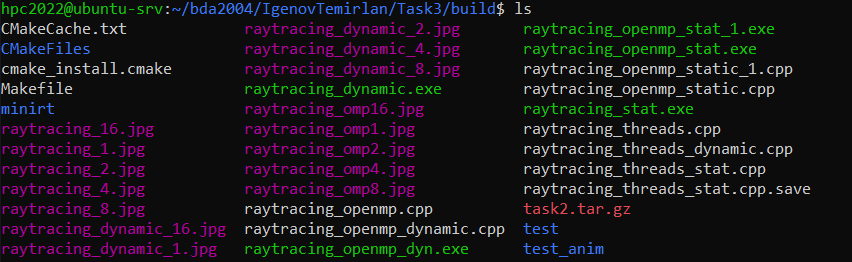 hpc2022@ubuntu-srv:~/bda2004/IgenovTemirlan/Task3/build$ ls
CMakeCache.txt raytracing_dynamic_2.jpg raytracing_openmp_stat_1.exe
CMakeFiles raytracing_dynamic_4.jpg raytracing_openmp_stat.exe
cmake_install.cmake raytracing_dynamic_8.jpg raytracing_openmp_static_1.cpp
Makefile raytracing_dynamic.exe raytracing_openmp_static.cpp
minirt raytracing_omp16.jpg raytracing_stat.exe
raytracing_16.jpg raytracing_omp1.jpg raytracing_threads.cpp
raytracing_1.jpg raytracing_omp2.jpg raytracing_threads_dynamic.cpp
raytracing_2.jpg raytracing_omp4.jpg raytracing_threads_stat.cpp
raytracing_4.jpg raytracing_omp8.jpg raytracing_threads_stat.cpp.save
raytracing_8.jpg raytracing_openmp.cpp task2.tar.gz
raytracing_dynamic_16.jpg raytracing_openmp_dynamic.cpp test
raytracing_dynamic_1.jpg raytracing_openmp_dyn.exe test_anim